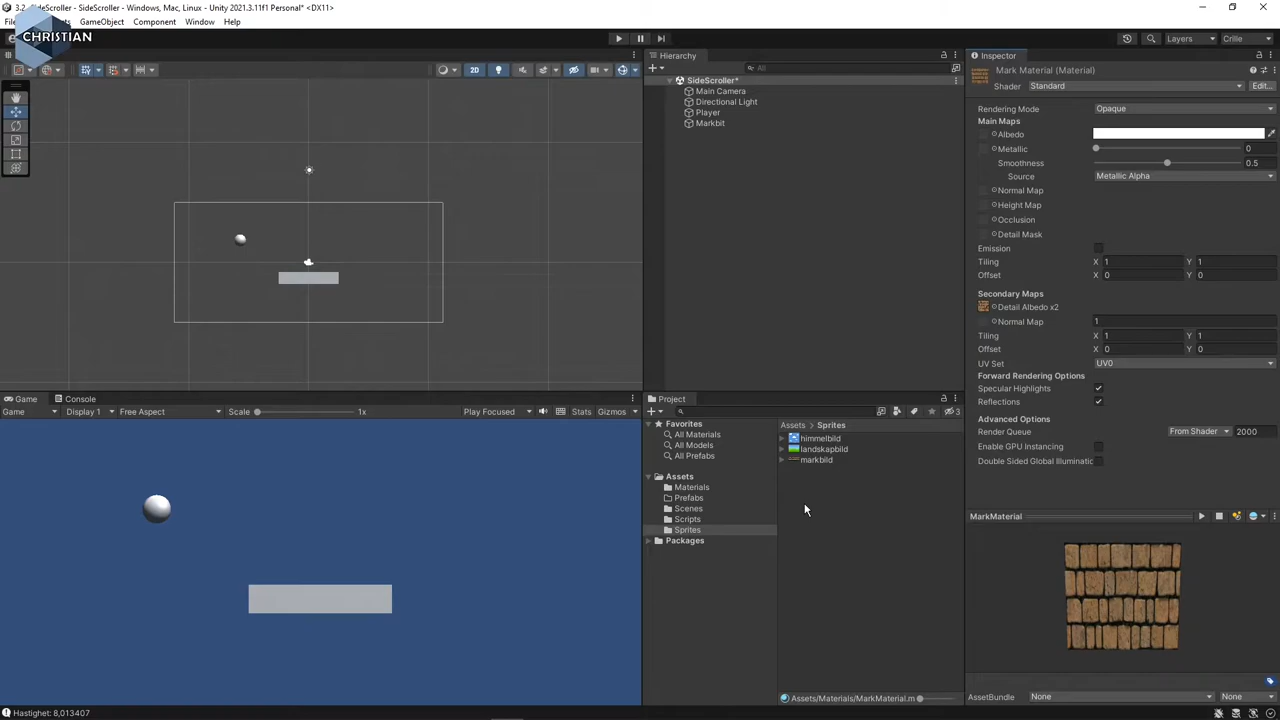 3.2. SideScroller - SideScroller - Windows, Mac, Linux - Unity 2021.3.11f1 Personal* <DX11>
GameObject Component Window Help
CHRISTIAN
Layers
Crille
2D
Hierarchy
All
SideScroller*
Main Camera
Directional Light
Player
Markbit
Inspector
Mark Material (Material)
Shader Standard Edit...
Rendering Mode Opaque
Main Maps
Albedo
Metallic 0
Smoothness 0.5
Source Metallic Alpha
Normal Map
Height Map
Occlusion
Detail Mask
Emission
Tiling X 1 Y 1
Offset X 0 Y 0
Secondary Maps
Detail Albedo x2
Normal Map 1
Tiling X 1 Y 1
Offset X 0 Y 0
UV Set UV0
Forward Rendering Options
Specular Highlights
Reflections
Advanced Options
Render Queue From Shader 2000
Enable GPU Instancing
Double Sided Global Illuminatic
MarkMaterial
AssetBundle None None
Game Console
Game Display 1 Free Aspect Scale 1x Play Focused Stats Gizmos
Project
3
Favorites
All Materials
All Models
All Prefabs
Assets
Materials
Prefabs
Scenes
Scripts
Sprites
Packages
Assets > Sprites
himmelbild
landskapbild
markbild
Assets/Materials/MarkMaterial.m
Hastighet: 8,013407